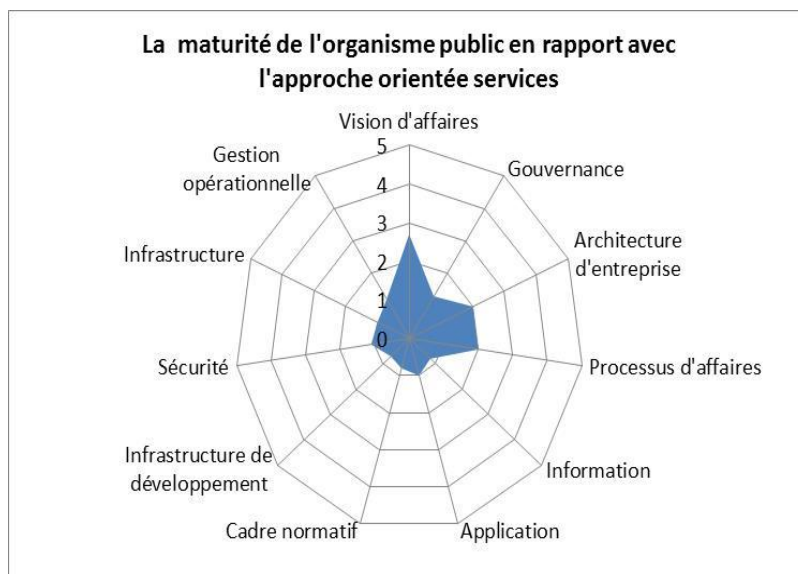 La maturité de l'organisme public en rapport avec
l'approche orientée services
Vision d'affaires
5
4
3
2
1
0
Gouvernance
Architecture
d'entreprise
Processus d'affaires
Information
Application
Cadre normatif
Infrastructure de
développement
Sécurité
Infrastructure
Gestion
opérationnelle